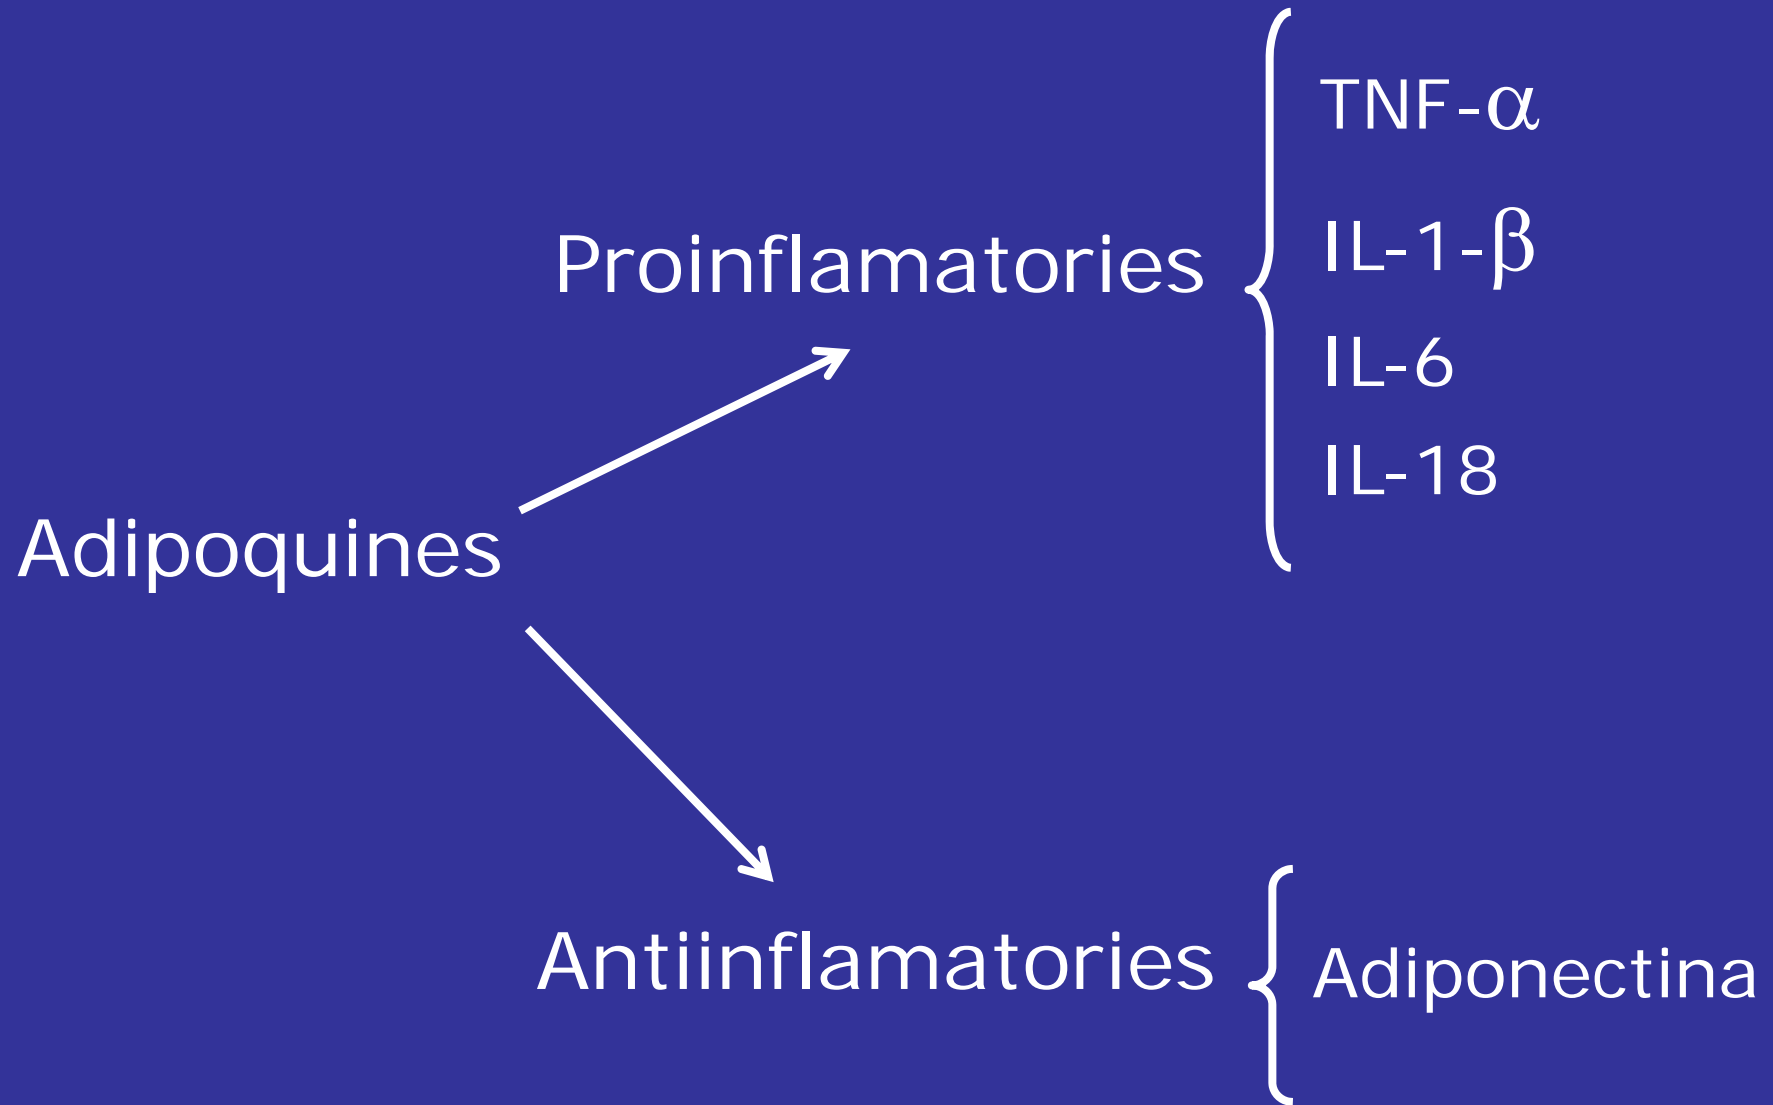 TNF-α
Proinflamatories
IL-1-β
IL-6
IL-18
Adipoquines
Antiinflamatories
Adiponectina